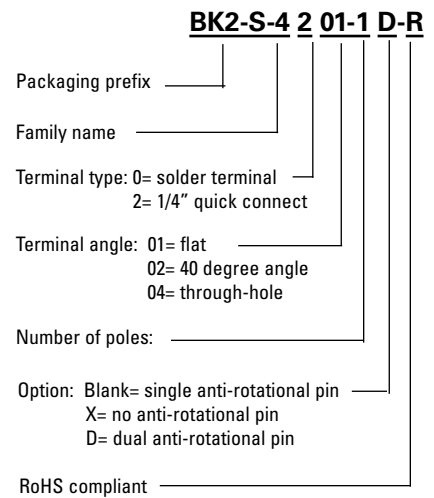 BK2-S-4 2 01-1 D-R
Packaging prefix
Family name
Terminal type: 0= solder terminal
2= 1/4” quick connect
Terminal angle: 01= flat
02= 40 degree angle
04= through-hole
Number of poles:
Option: Blank= single anti-rotational pin
X= no anti-rotational pin
D= dual anti-rotational pin
RoHS compliant